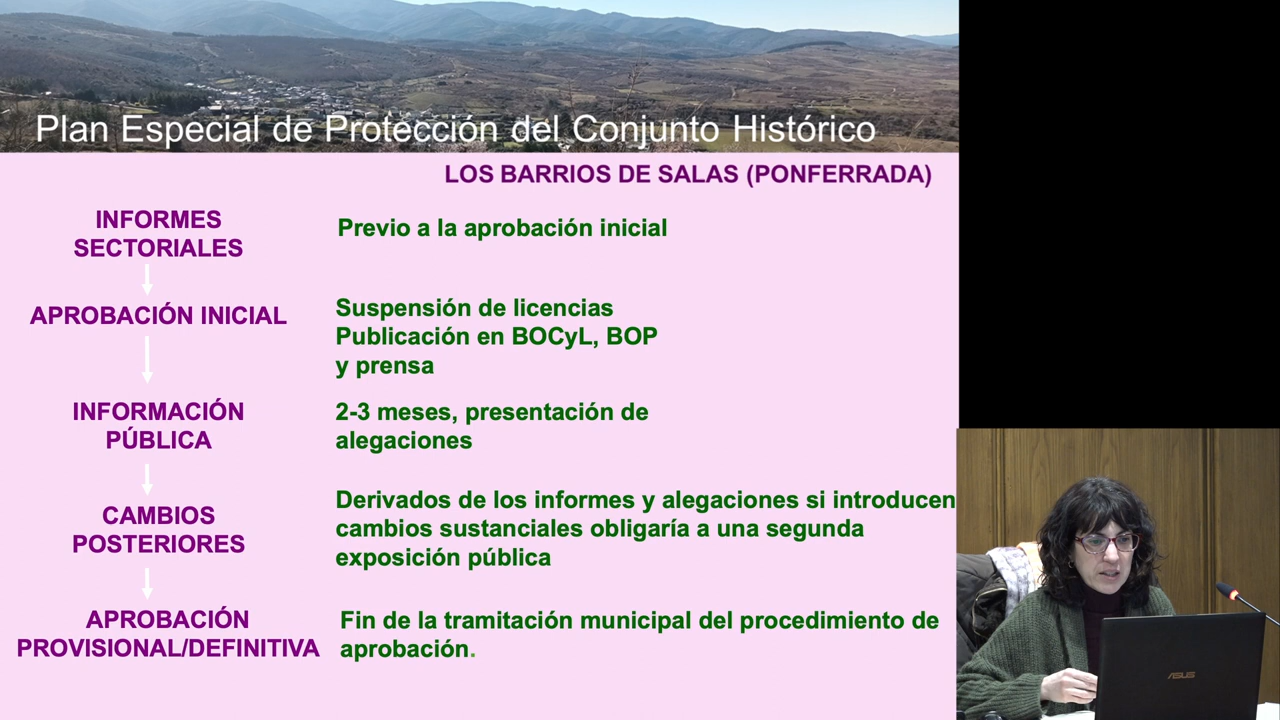 Plan Especial de Protección del Conjunto Histórico
LOS BARRIOS DE SALAS (PONFERRADA)
INFORMES
SECTORIALES
Previo a la aprobación inicial
APROBACIÓN INICIAL
Suspensión de licencias
Publicación en BOCyL, BOP
y prensa
INFORMACIÓN
PÚBLICA
2-3 meses, presentación de
alegaciones
CAMBIOS
POSTERIORES
Derivados de los informes y alegaciones si introducen
cambios sustanciales obligaría a una segunda
exposición pública
APROBACIÓN
PROVISIONAL/DEFINITIVA
Fin de la tramitación municipal del procedimiento de
aprobación.
ASUS